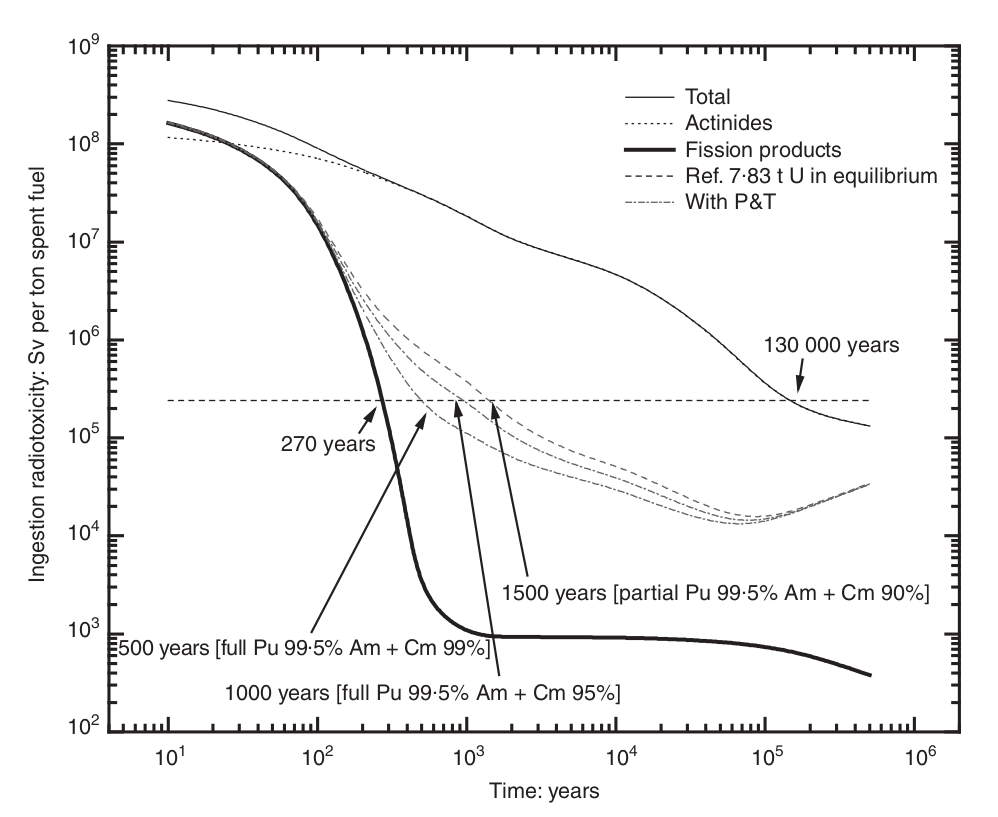 10⁹
10⁸
10⁷
10⁶
10⁵
10⁴
10³
10²
Ingestion radiotoxicity: Sv per ton spent fuel
Total
Actinides
Fission products
Ref. 7·83 t U in equilibrium
With P&T
130 000 years
270 years
1500 years [partial Pu 99·5% Am + Cm 90%]
500 years [full Pu 99·5% Am + Cm 99%]
1000 years [full Pu 99·5% Am + Cm 95%]
10¹ 10² 10³ 10⁴ 10⁵ 10⁶
Time: years